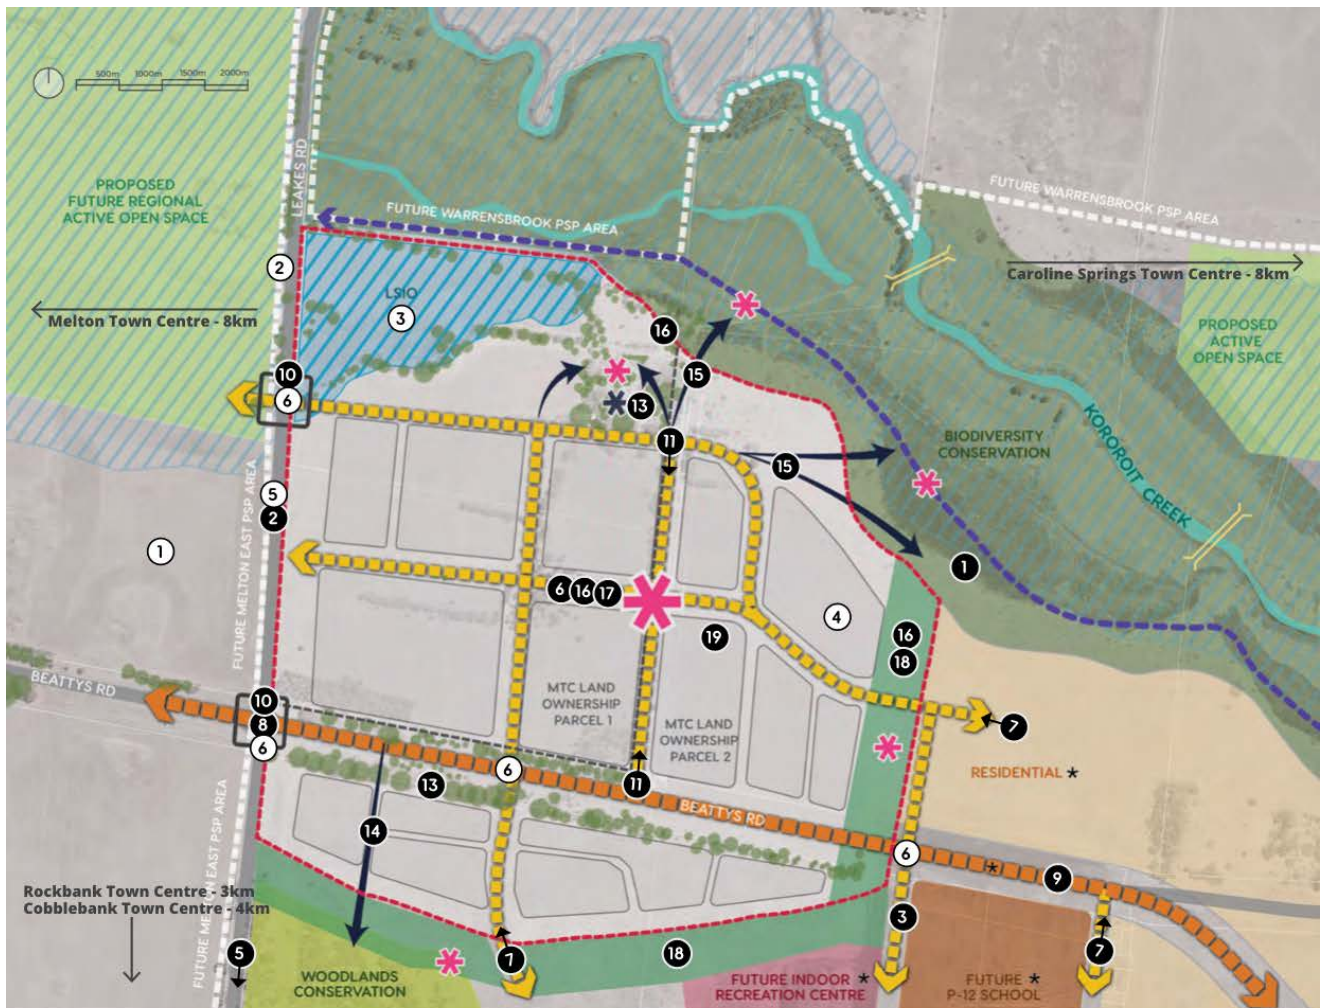 500m 1000m 1500m 2000m
LEAKES RD
PROPOSED
FUTURE REGIONAL
ACTIVE OPEN SPACE
FUTURE WARRENSBROOK PSP AREA
FUTURE WARRENSBROOK PSP AREA
2
Caroline Springs Town Centre - 8km
Melton Town Centre - 8km
LSIO
3
PROPOSED
ACTIVE
OPEN SPACE
16
10
15
6
13
KOROROIT CREEK
11
BIODIVERSITY
CONSERVATION
15
5
2
1
FUTURE MELTON EAST PSP AREA
1
6 16 17
4
19
16
18
BEATTYS RD
MTC LAND
OWNERSHIP
PARCEL 1
10
8
6
MTC LAND
OWNERSHIP
PARCEL 2
7
RESIDENTIAL *
6
13
11
BEATTYS RD
14
6
9
*
FUTURE MELTON EAST PSP AREA
Rockbank Town Centre - 3km
Cobblebank Town Centre - 4km
3
5
7
18
7
WOODLANDS
CONSERVATION
FUTURE INDOOR *
RECREATION CENTRE
FUTURE *
P-12 SCHOOL